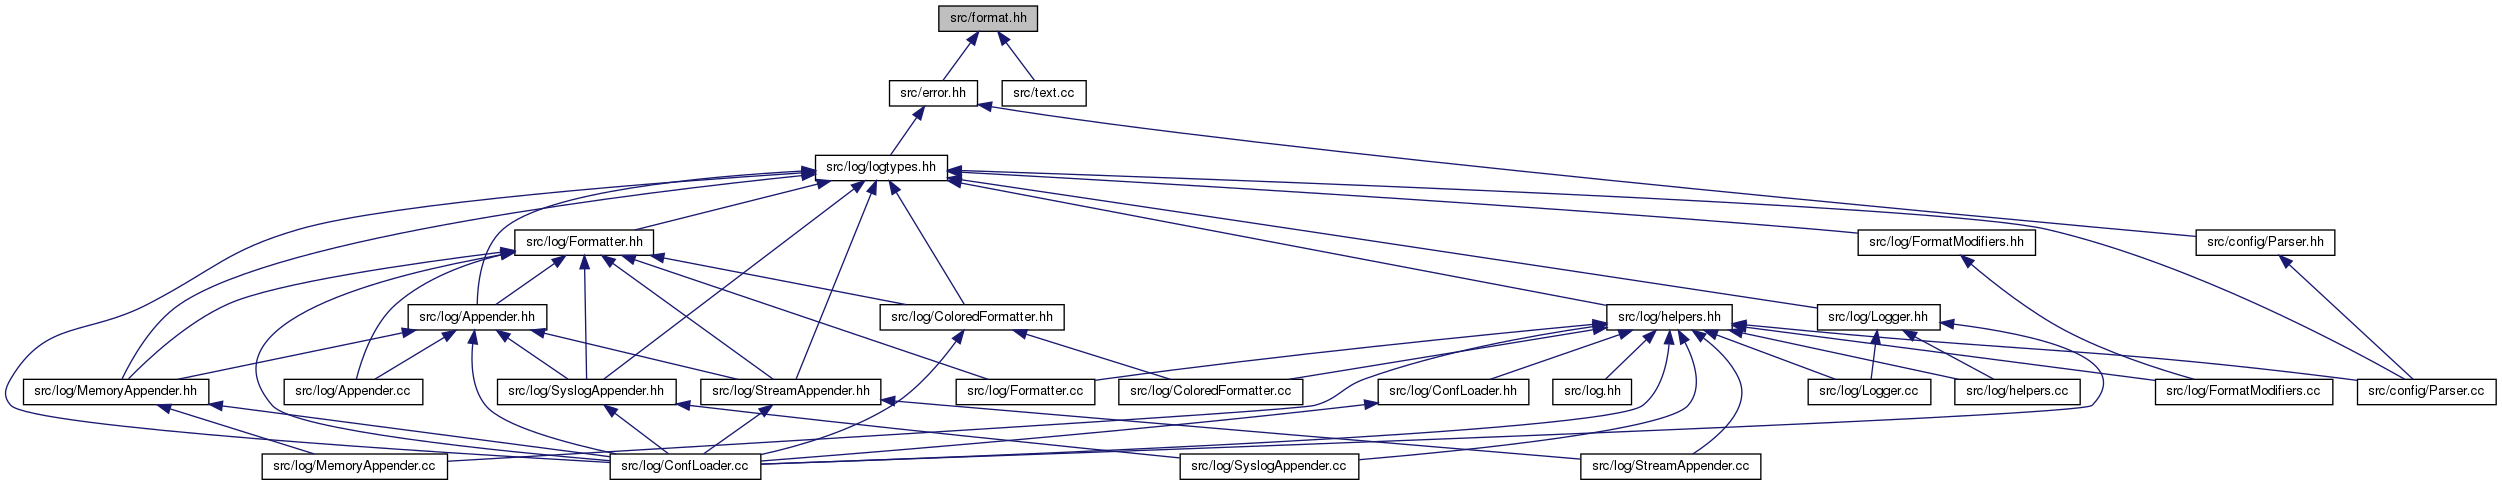 src/format.hh
src/error.hh
src/text.cc
src/log/logtypes.hh
src/log/Formatter.hh
src/log/FormatModifiers.hh
src/config/Parser.hh
src/log/Appender.hh
src/log/ColoredFormatter.hh
src/log/helpers.hh
src/log/Logger.hh
src/log/MemoryAppender.hh
src/log/Appender.cc
src/log/SyslogAppender.hh
src/log/StreamAppender.hh
src/log/Formatter.cc
src/log/ColoredFormatter.cc
src/log/ConfLoader.hh
src/log.hh
src/log/Logger.cc
src/log/helpers.cc
src/log/FormatModifiers.cc
src/config/Parser.cc
src/log/MemoryAppender.cc
src/log/ConfLoader.cc
src/log/SyslogAppender.cc
src/log/StreamAppender.cc